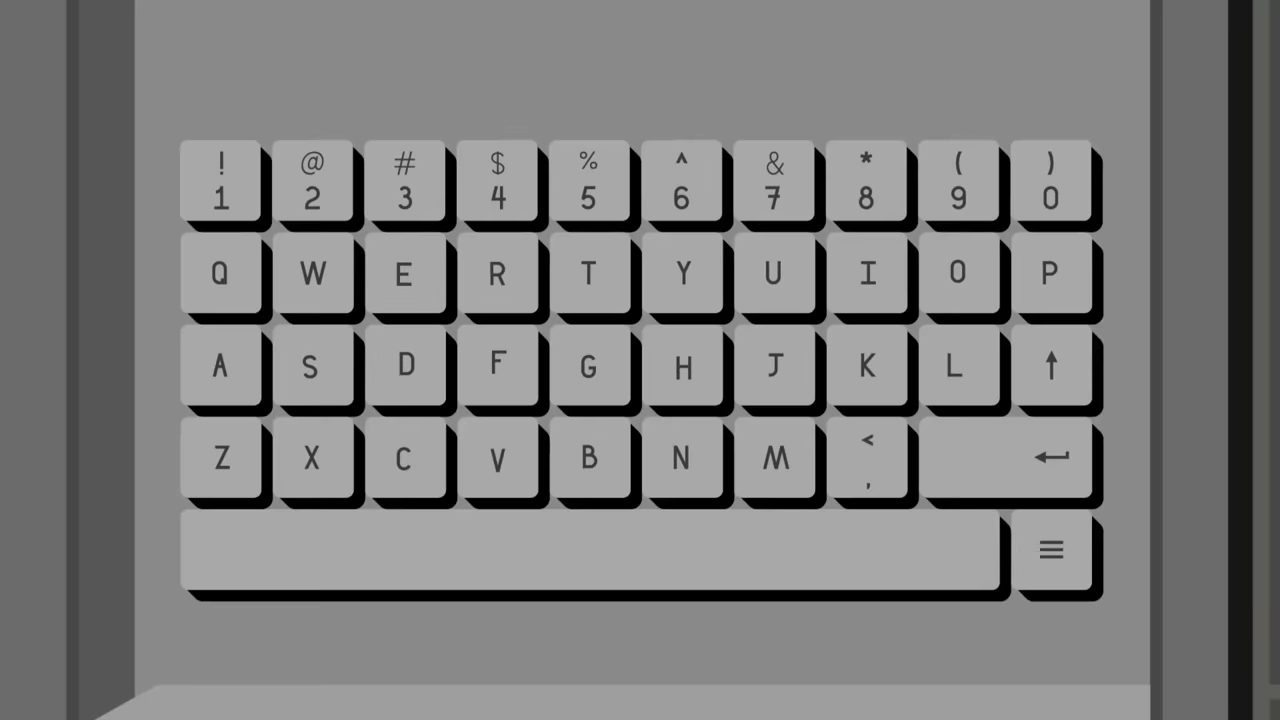 ! @ # $ % ^ & * ( )
1 2 3 4 5 6 7 8 9 0
Q W E R T Y U I O P
A S D F G H J K L ↑
Z X C V B N M < ↵
,
≡